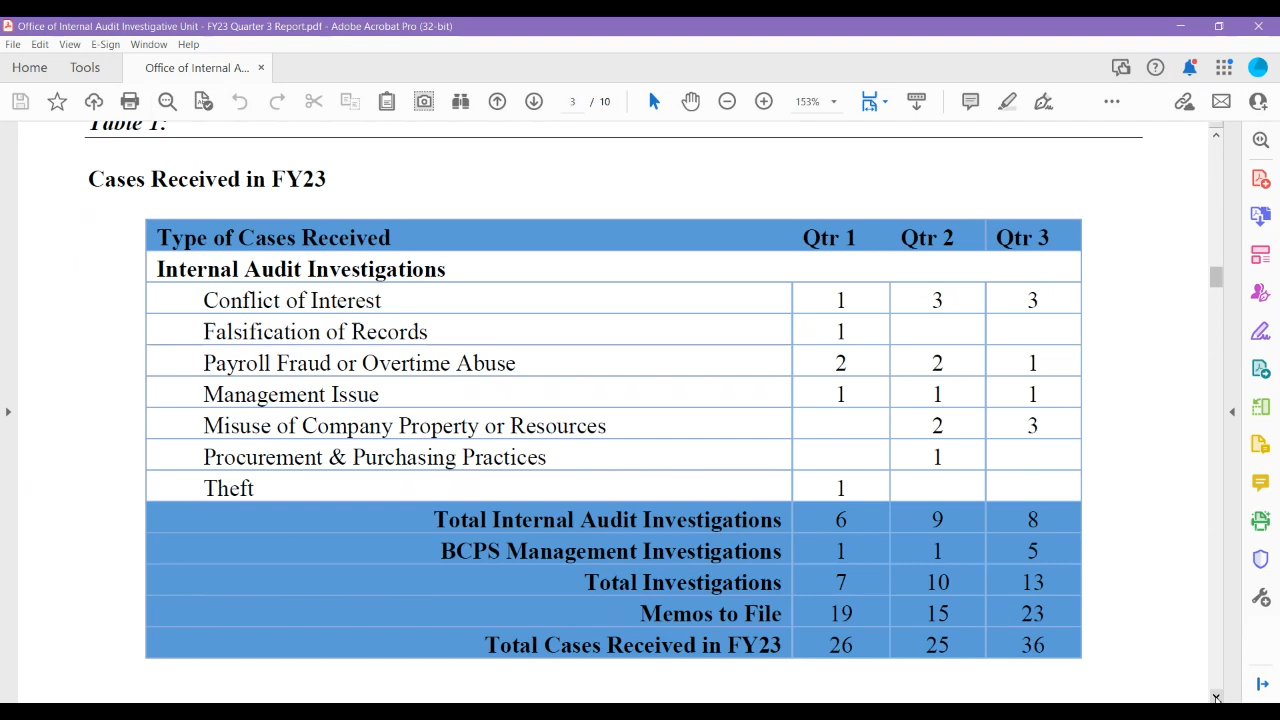 Office of Internal Audit Investigative Unit - FY23 Quarter 3 Report.pdf - Adobe Acrobat Pro (32-bit)
File Edit View E-Sign Window Help
Home Tools Office of Internal A...
3 / 10 153%
Table 1:
Cases Received in FY23
Type of Cases Received Qtr 1 Qtr 2 Qtr 3
Internal Audit Investigations
Conflict of Interest 1 3 3
Falsification of Records 1
Payroll Fraud or Overtime Abuse 2 2 1
Management Issue 1 1 1
Misuse of Company Property or Resources 2 3
Procurement & Purchasing Practices 1
Theft 1
Total Internal Audit Investigations 6 9 8
BCPS Management Investigations 1 1 5
Total Investigations 7 10 13
Memos to File 19 15 23
Total Cases Received in FY23 26 25 36